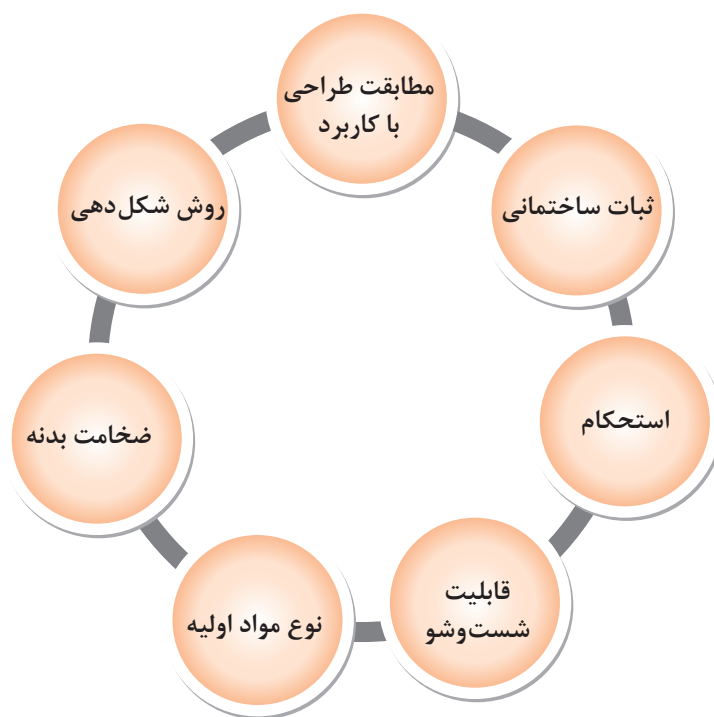 مطابقت طراحی
با کاربرد
ثبات ساختمانی
استحکام
قابلیت
شست‌وشو
نوع مواد اولیه
ضخامت بدنه
روش شکل‌دهی